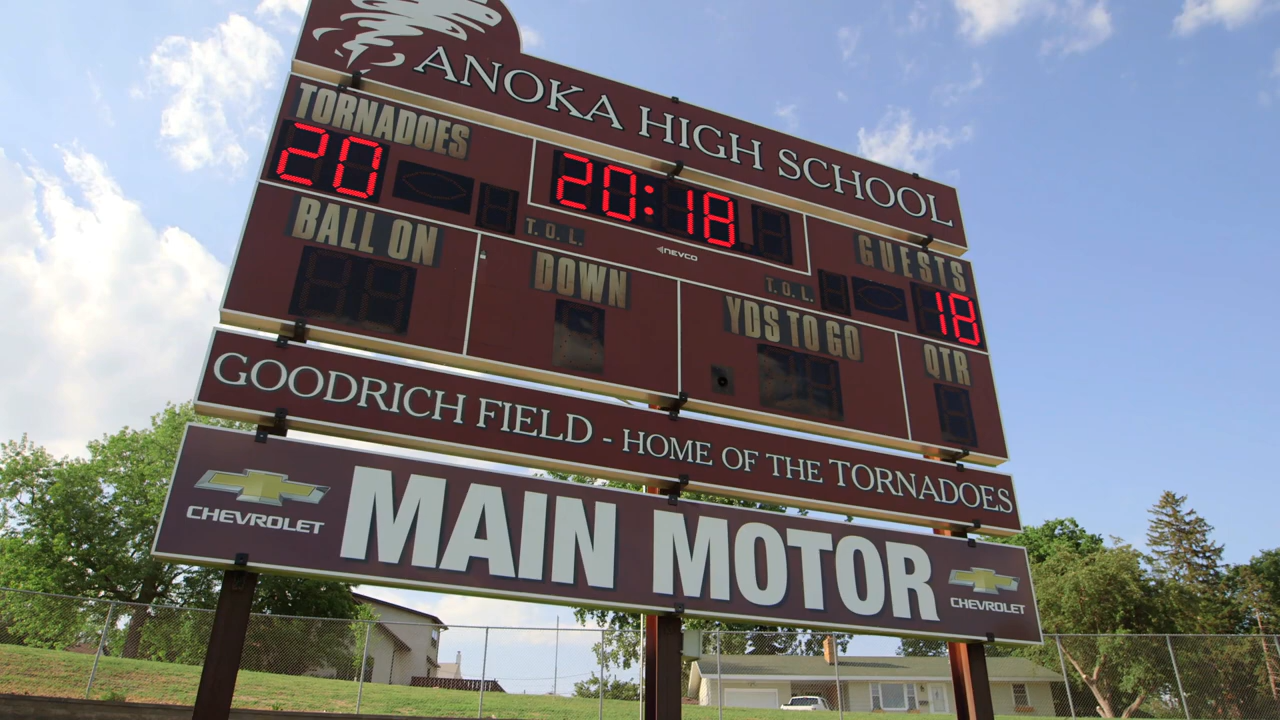 ANOKA HIGH SCHOOL
TORNADOES
20
20:18
T.O.L.
NEVCO
GUESTS
T.O.L.
18
BALL ON
DOWN
YDS TO GO
QTR
GOODRICH FIELD - HOME OF THE TORNADOES
CHEVROLET
MAIN MOTOR
CHEVROLET